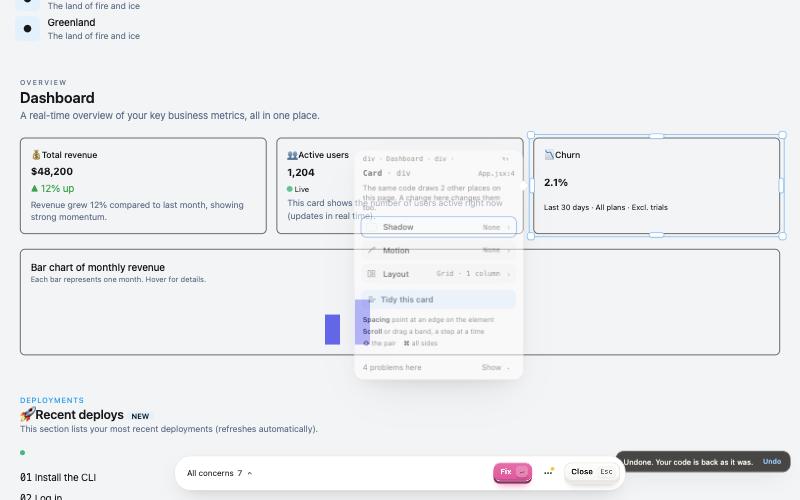 The land of fire and ice
Greenland
The land of fire and ice
OVERVIEW
Dashboard
A real-time overview of your key business metrics, all in one place.
💰Total revenue
$48,200
▲ 12% up
Revenue grew 12% compared to last month, showing
strong momentum.
👥Active users
1,204
Live
This card shows the number of users active right now
(updates in real time).
div · Dashboard · div ·
Card · div
App.jsx:4
The same code draws 2 other places on
this page. A change here changes them
too.
Shadow
None ›
Motion
None ›
Layout
Grid · 1 column ›
Tidy this card
Spacing point at an edge on the element
Scroll or drag a band, a step at a time
the pair ⌘ all sides
4 problems here
Show
📉Churn
2.1%
Last 30 days · All plans · Excl. trials
Bar chart of monthly revenue
Each bar represents one month. Hover for details.
DEPLOYMENTS
🚀Recent deploys NEW
This section lists your most recent deployments (refreshes automatically).
01 Install the CLI
02 Log in
All concerns 7
Fix
···
Close Esc
Undone. Your code is back as it was. Undo